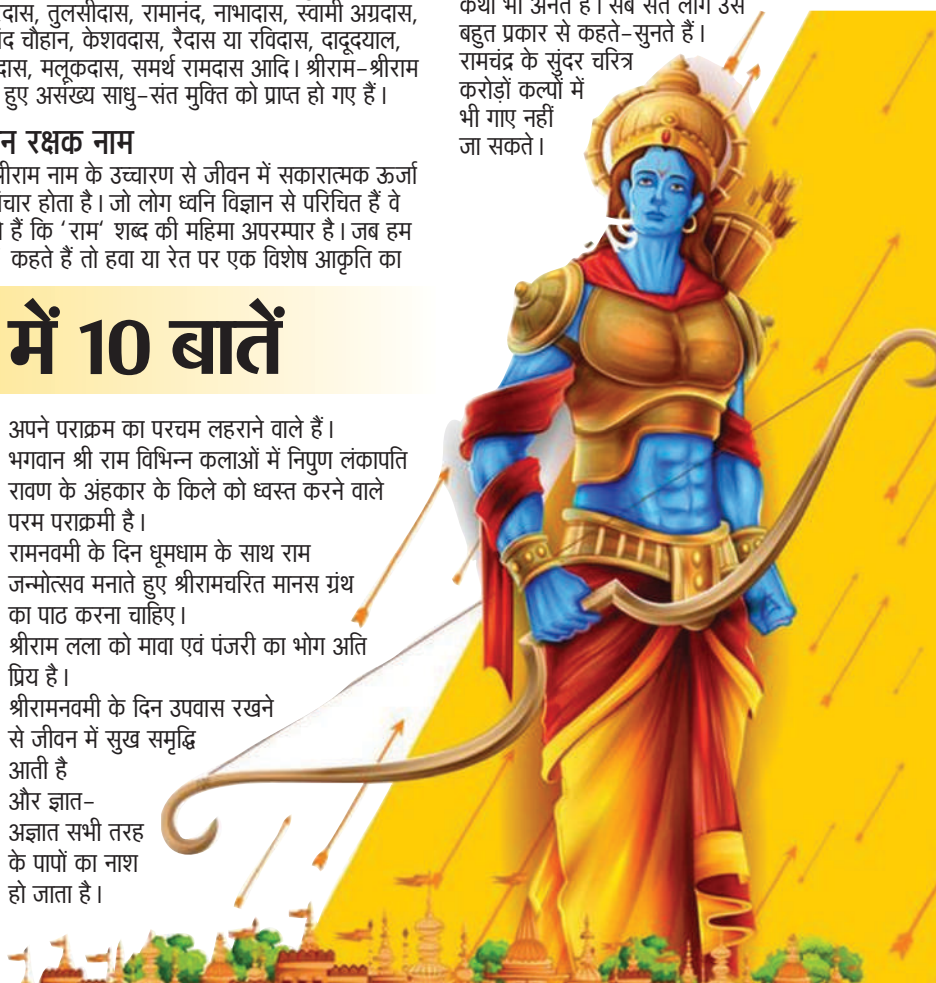 तुलसीदास, रामानंद, नाभादास, स्वामी अग्रदास,
चौहान, केशवदास, रैदास या रविदास, दादूदयाल,
मलूकदास, समर्थ रामदास आदि। श्रीराम-श्रीराम
हुए असंख्य साधु-संत मुक्ति को प्राप्त हो गए हैं।
रक्षक नाम
नाम के उच्चारण से जीवन में सकारात्मक ऊर्जा
होता है। जो लोग ध्वनि विज्ञान से परिचित हैं वे
हैं कि ‘राम‘ शब्द की महिमा अपरम्पार है। जब हम
कहते हैं तो हवा या रेत पर एक विशेष आकृति का
में 10 बातें
अपने पराक्रम का परचम लहराने वाले हैं।
भगवान श्री राम विभिन्न कलाओं में निपुण लंकापति
रावण के अंहकार के किले को ध्वस्त करने वाले
परम पराक्रमी है।
रामनवमी के दिन धूमधाम के साथ राम
जन्मोत्सव मनाते हुए श्रीरामचरित मानस ग्रंथ
का पाठ करना चाहिए।
श्रीराम लला को मावा एवं पंजरी का भोग अति
प्रिय है।
श्रीरामनवमी के दिन उपवास रखने
से जीवन में सुख समृद्धि
आती है
और ज्ञात-
अज्ञात सभी तरह
के पापों का नाश
हो जाता है।
कथा भी अनंत है। सब संत लोग उसे
बहुत प्रकार से कहते-सुनते हैं।
रामचंद्र के सुंदर चरित्र
करोड़ों कल्पों में
भी गाए नहीं
जा सकते।